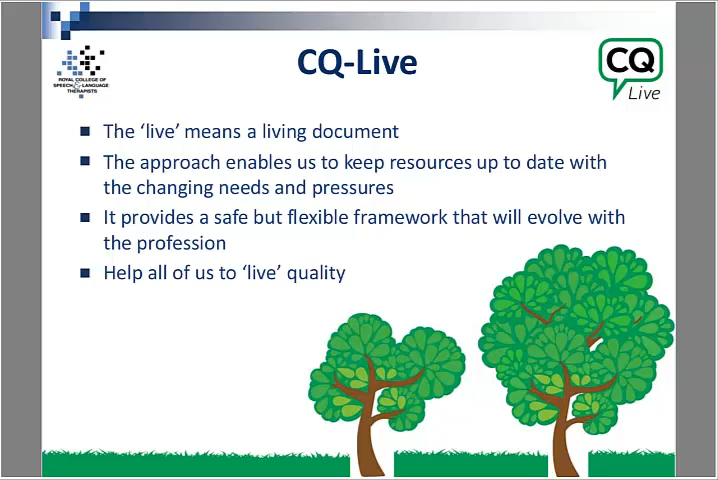 CQ-Live
ROYAL COLLEGE OF
SPEECH & LANGUAGE
THERAPISTS
CQ
Live
The ‘live’ means a living document
The approach enables us to keep resources up to date with
the changing needs and pressures
It provides a safe but flexible framework that will evolve with
the profession
Help all of us to ‘live’ quality